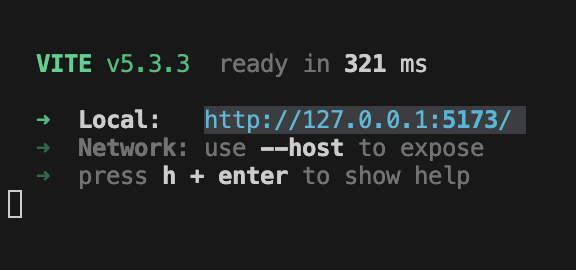 VITE v5.3.3 ready in 321 ms
➜ Local: http://127.0.0.1:5173/
➜ Network: use --host to expose
➜ press h + enter to show help